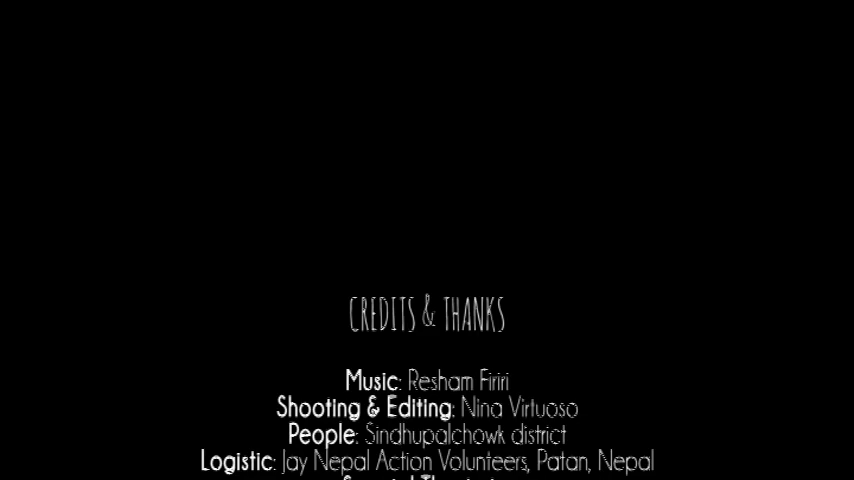 CREDITS & THANKS
Music: Resham Firiri
Shooting & Editing: Nina Virtuoso
People: Sindhupalchowk district
Logistic: Jay Nepal Action Volunteers, Patan, Nepal